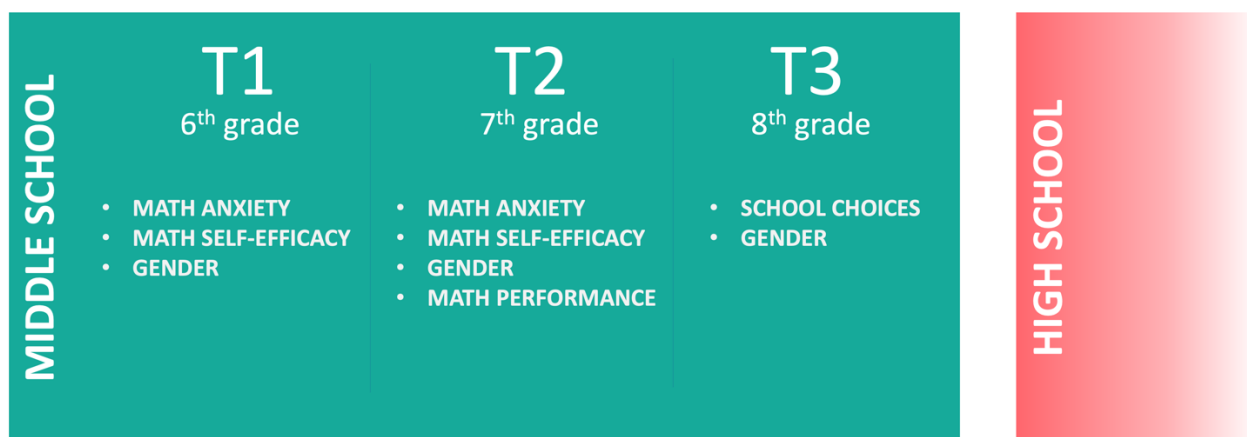 MIDDLE SCHOOL
T1
6th grade
• MATH ANXIETY
• MATH SELF-EFFICACY
• GENDER
T2
7th grade
• MATH ANXIETY
• MATH SELF-EFFICACY
• GENDER
• MATH PERFORMANCE
T3
8th grade
• SCHOOL CHOICES
• GENDER
HIGH SCHOOL